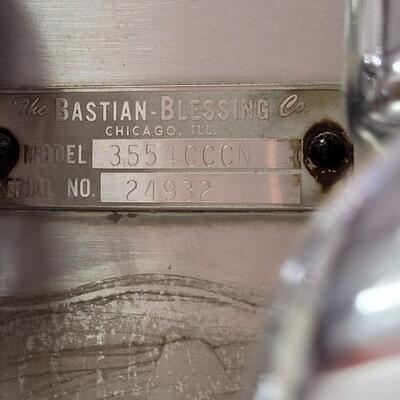 The BASTIAN-BLESSING Co.
CHICAGO, ILL.
MODEL 3554CCCN
SERIAL NO. 24932